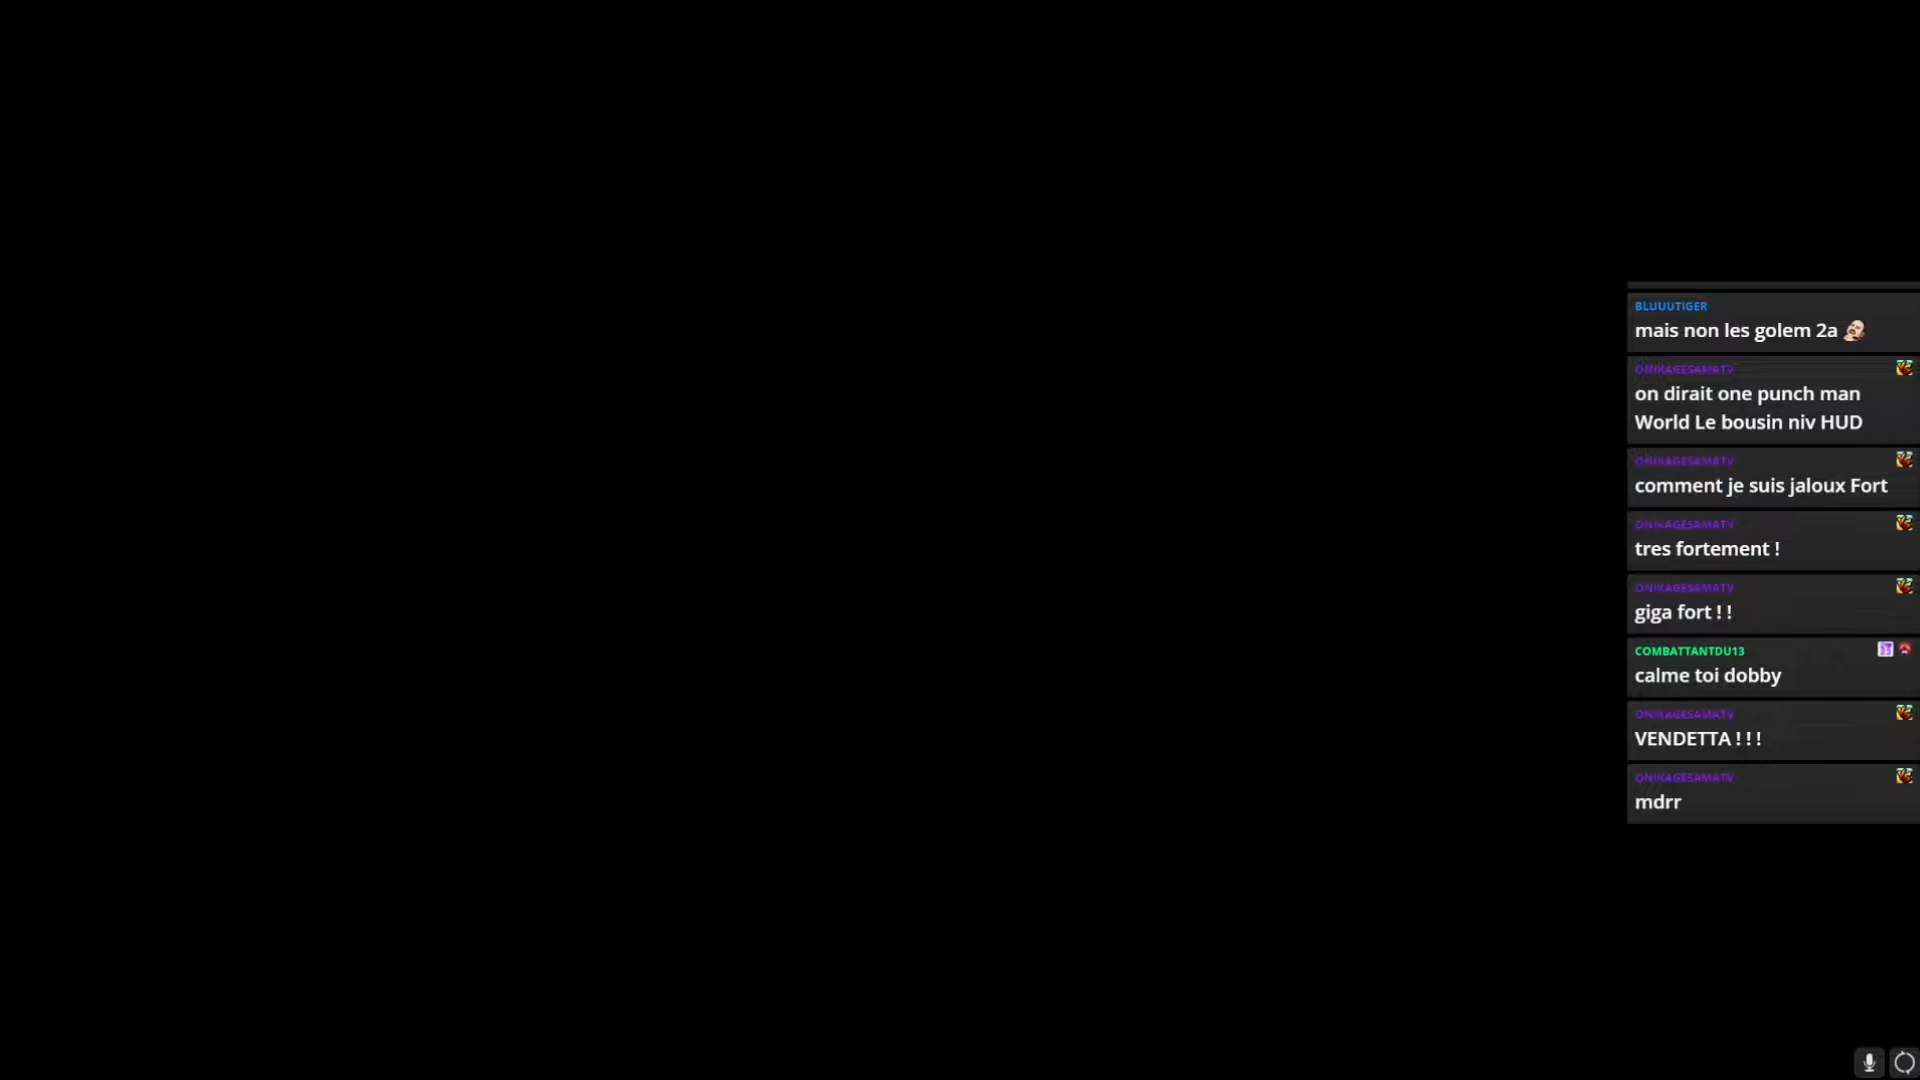 BLUUUTIGER
mais non les golem 2a
ONIKAGESAMATV
on dirait one punch man
World Le bousin niv HUD
ONIKAGESAMATV
comment je suis jaloux Fort
ONIKAGESAMATV
tres fortement !
ONIKAGESAMATV
giga fort ! !
COMBATTANTDU13
calme toi dobby
ONIKAGESAMATV
VENDETTA ! ! !
ONIKAGESAMATV
mdrr